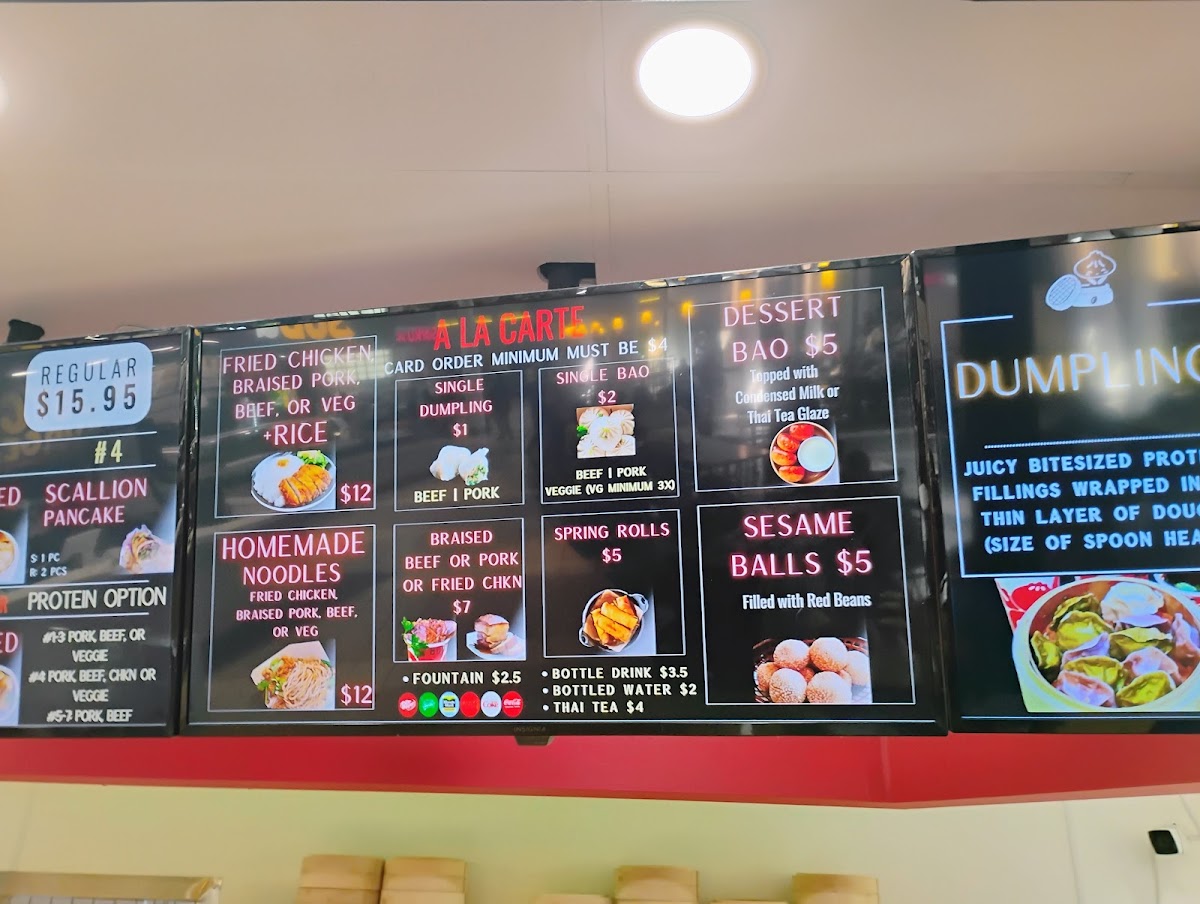 REGULAR
$15.95
#4
ED
SCALLION
PANCAKE
S: 1 PC
R: 2 PCS
PROTEIN OPTION
ED
#1-3 PORK, BEEF, OR
VEGGIE
#4 PORK, BEEF, CHKN OR
VEGGIE
#5-7 PORK, BEEF
A LA CARTE
CARD ORDER MINIMUM MUST BE $4
FRIED CHICKEN,
BRAISED PORK,
BEEF, OR VEG
+RICE
$12
SINGLE
DUMPLING
$1
BEEF | PORK
SINGLE BAO
$2
BEEF | PORK
VEGGIE (VG MINIMUM 3X)
DESSERT
BAO $5
Topped with
Condensed Milk or
Thai Tea Glaze
HOMEMADE
NOODLES
FRIED CHICKEN,
BRAISED PORK, BEEF,
OR VEG
$12
BRAISED
BEEF OR PORK
OR FRIED CHKN
$7
SPRING ROLLS
$5
SESAME
BALLS $5
Filled with Red Beans
• FOUNTAIN $2.5
• BOTTLE DRINK $3.5
• BOTTLED WATER $2
• THAI TEA $4
DUMPLING
JUICY BITESIZED PROTE
FILLINGS WRAPPED IN
THIN LAYER OF DOU
(SIZE OF SPOON HEA